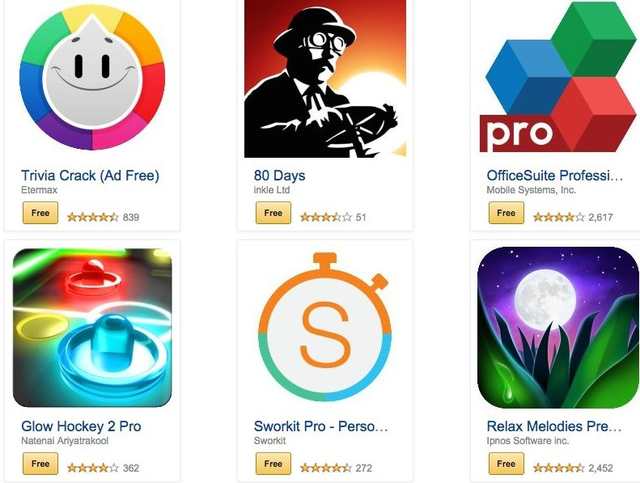 Trivia Crack (Ad Free)
Etermax
Free
839
80 Days
inkle Ltd
Free
51
pro
OfficeSuite Professi...
Mobile Systems, Inc.
Free
2,617
Glow Hockey 2 Pro
Natenai Ariyatrakool
Free
362
S
Sworkit Pro - Perso...
Sworkit
Free
272
Relax Melodies Pre...
Ipnos Software inc.
Free
2,452